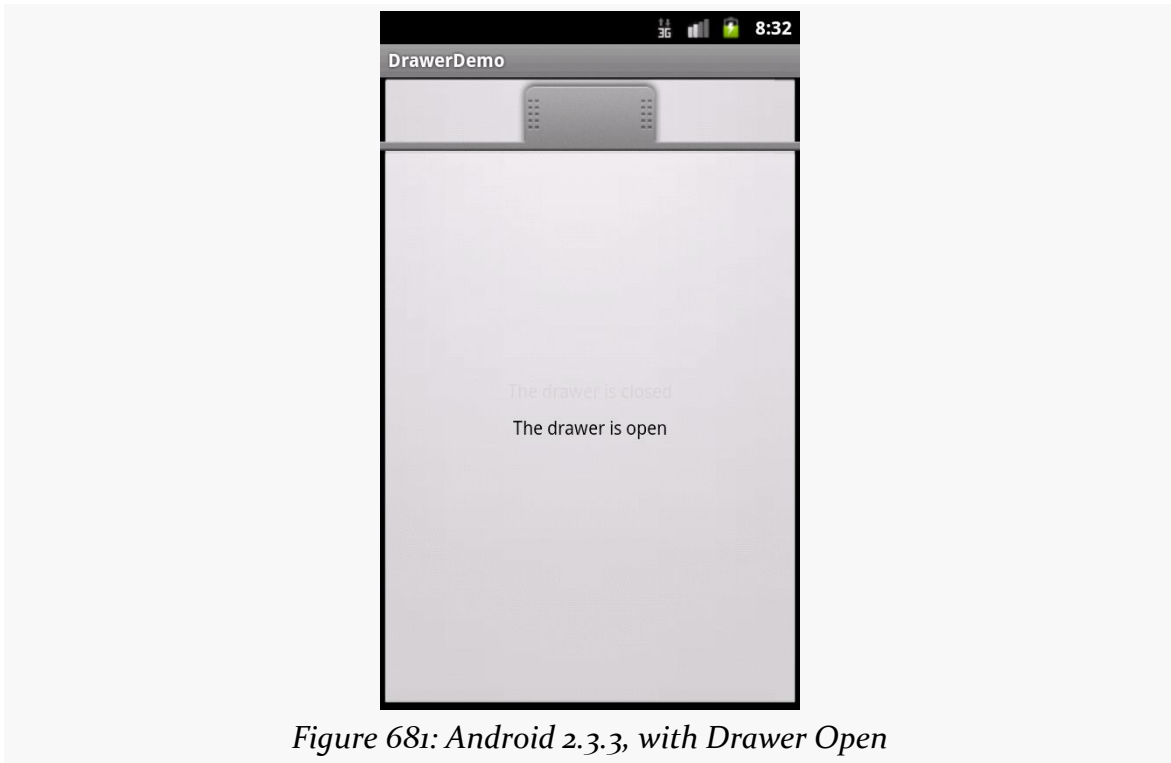 3G 8:32
DrawerDemo
The drawer is closed
The drawer is open
Figure 681: Android 2.3.3, with Drawer Open